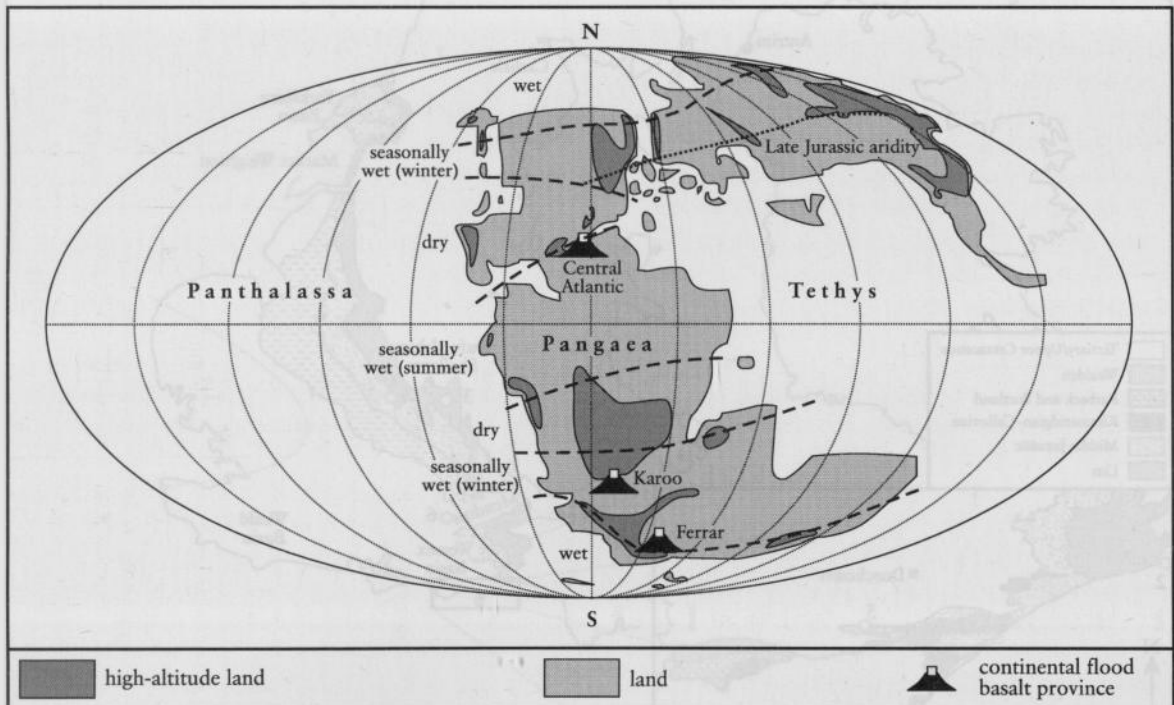 N
wet
seasonally
wet (winter)
Late Jurassic aridity
dry
Central
Atlantic
Panthalassa
Tethys
Pangaea
seasonally
wet (summer)
dry
seasonally
wet (winter)
Karoo
Ferrar
wet
S
high-altitude land
land
continental flood
basalt province